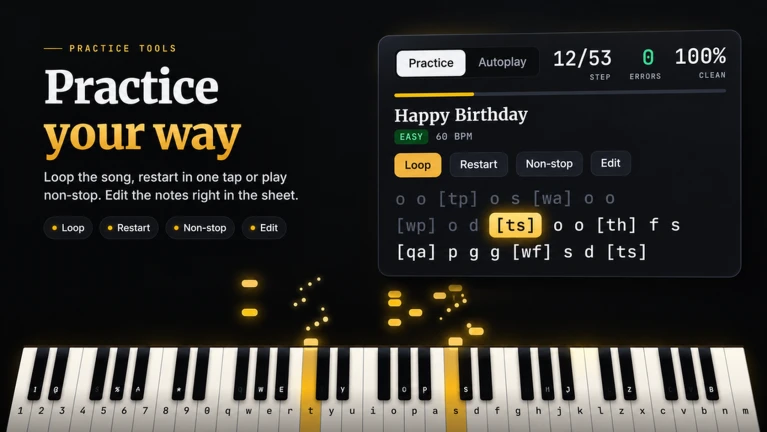 PRACTICE TOOLS
Practice
your way
Loop the song, restart in one tap or play
non-stop. Edit the notes right in the sheet.
Loop Restart Non-stop Edit
Practice Autoplay 12/53 0 100%
STEP ERRORS CLEAN
Happy Birthday
EASY 60 BPM
Loop Restart Non-stop Edit
o o [tp] o s [wa] o o
[wp] o d [ts] o o [th] f s
[qa] p g g [wf] s d [ts]
W E Y O P S J Z B
1 2 3 4 5 6 7 8 9 0 q w e r t y u i o p a s d f g h j k l z x c v b n m